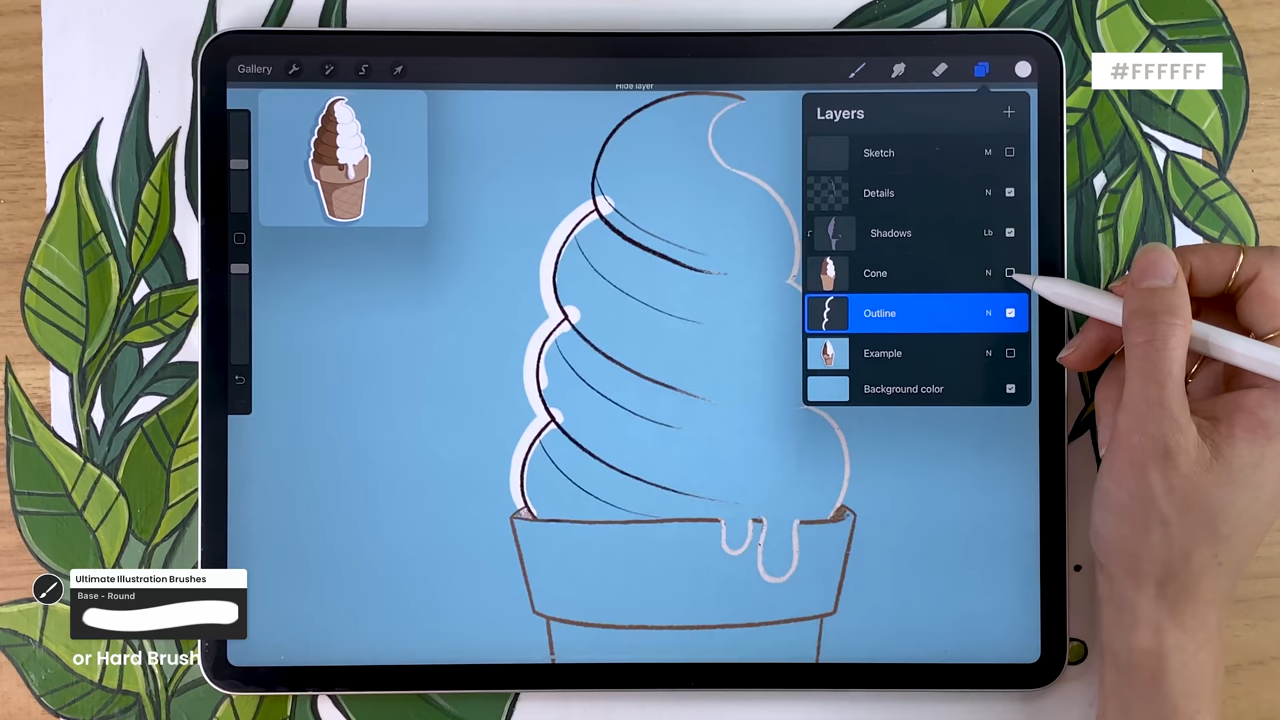 Gallery
Hide layer
#FFFFFF
Layers
Sketch M
Details N
Shadows Lb
Cone N
Outline N
Example N
Background color
Ultimate Illustration Brushes
Base - Round
or Hard Brush